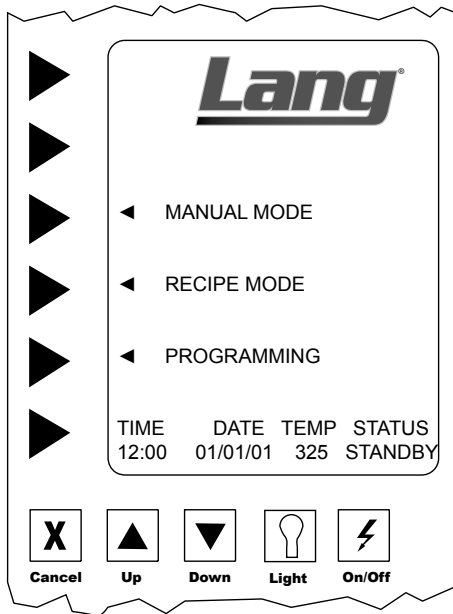 Lang®
MANUAL MODE
RECIPE MODE
PROGRAMMING
TIME DATE TEMP STATUS
12:00 01/01/01 325 STANDBY
X
Cancel Up Down Light On/Off